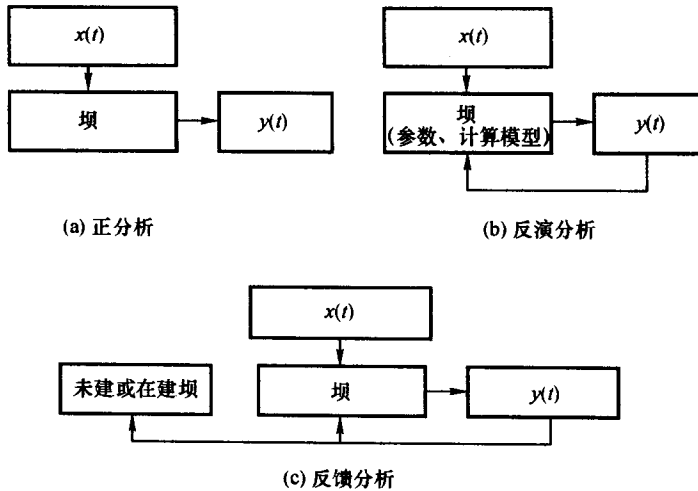 x(t)
坝
y(t)
(a) 正分析
x(t)
坝
(参数、计算模型)
y(t)
(b) 反演分析
x(t)
未建或在建坝
坝
y(t)
(c) 反馈分析